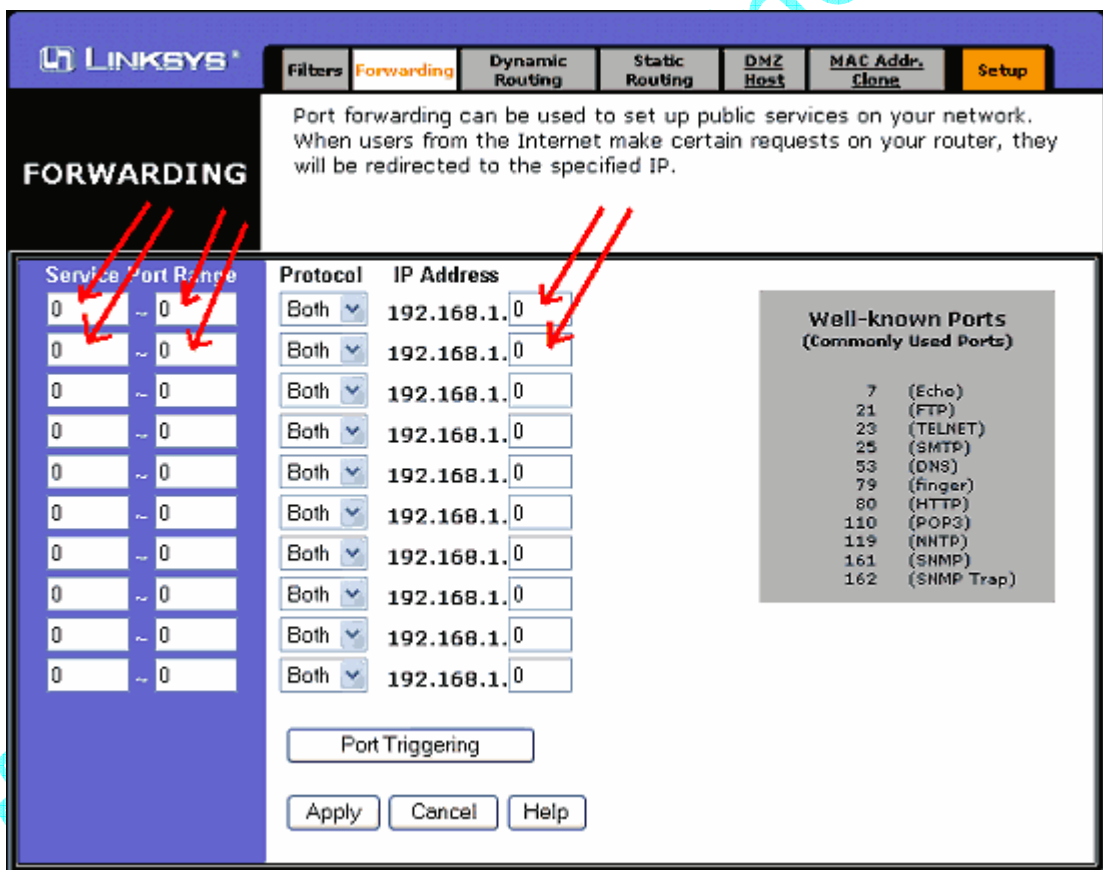 LINKSYS®
Filters Forwarding Dynamic Routing Static Routing DMZ Host MAC Addr. Clone Setup
FORWARDING
Port forwarding can be used to set up public services on your network.
When users from the Internet make certain requests on your router, they
will be redirected to the specified IP.
Service Port Range Protocol IP Address
0 ~ 0 Both 192.168.1. 0
0 ~ 0 Both 192.168.1. 0
0 ~ 0 Both 192.168.1. 0
0 ~ 0 Both 192.168.1. 0
0 ~ 0 Both 192.168.1. 0
0 ~ 0 Both 192.168.1. 0
0 ~ 0 Both 192.168.1. 0
0 ~ 0 Both 192.168.1. 0
0 ~ 0 Both 192.168.1. 0
0 ~ 0 Both 192.168.1. 0
Well-known Ports
(Commonly Used Ports)
7 (Echo)
21 (FTP)
23 (TELNET)
25 (SMTP)
53 (DNS)
79 (finger)
80 (HTTP)
110 (POP3)
119 (NNTP)
161 (SNMP)
162 (SNMP Trap)
Port Triggering
Apply Cancel Help